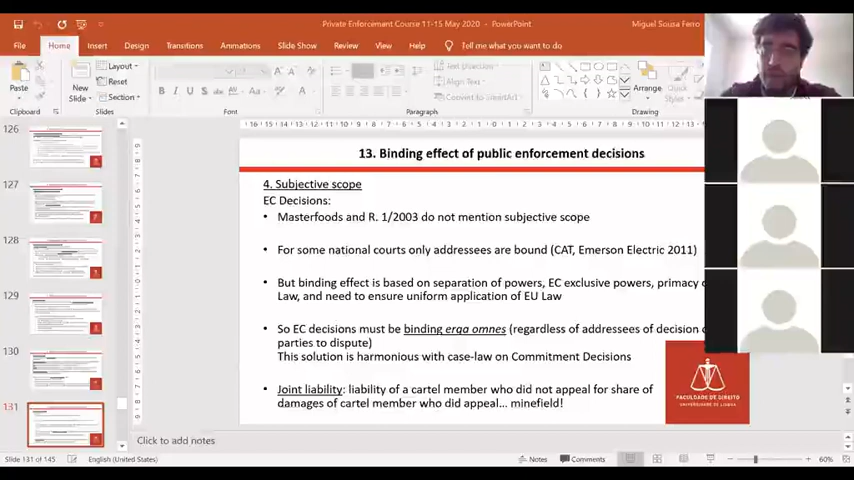 Private Enforcement Course 11-15 May 2020 - PowerPoint
Miguel Sousa Ferro
File Home Insert Design Transitions Animations Slide Show Review View Help Tell me what you want to do
Paste
Clipboard
New
Slide
Layout
Reset
Section
Slides
B I U S
Font
Text Direction
Align Text
Convert to SmartArt
Paragraph
Arrange
Quick
Styles
Drawing
126
127
128
129
130
131
13. Binding effect of public enforcement decisions
4. Subjective scope
EC Decisions:
• Masterfoods and R. 1/2003 do not mention subjective scope
• For some national courts only addressees are bound (CAT, Emerson Electric 2011)
• But binding effect is based on separation of powers, EC exclusive powers, primacy
Law, and need to ensure uniform application of EU Law
• So EC decisions must be binding erga omnes (regardless of addressees of decision
parties to dispute)
This solution is harmonious with case-law on Commitment Decisions
• Joint liability: liability of a cartel member who did not appeal for share of
damages of cartel member who did appeal... minefield!
FACULDADE DE DIREITO
UNIVERSIDADE DE LISBOA
Click to add notes
Slide 131 of 145 English (United States) Notes Comments 60%